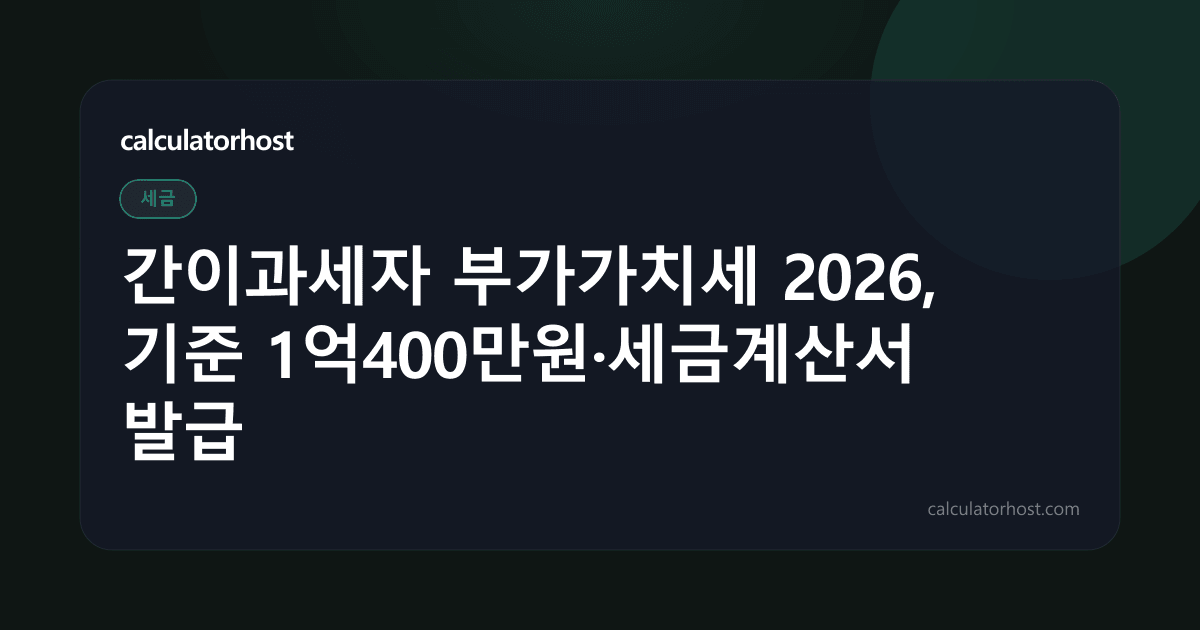 calculatorhost
세금
간이과세자 부가가치세 2026,
기준 1억400만원·세금계산서
발급
calculatorhost.com